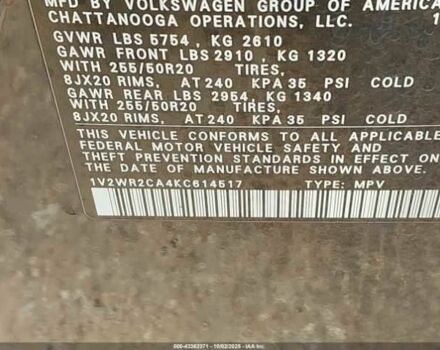 MFD BY VOLKSWAGEN GROUP OF AMERICA
CHATTANOOGA OPERATIONS, LLC. 1
GVWR LBS 5754 , KG 2610
GAWR FRONT LBS 2910 , KG 1320
WITH 255/50R20 TIRES,
8JX20 RIMS, AT 240 KPA 35 PSI COLD
GAWR REAR LBS 2954, KG 1340
WITH 255/50R20 TIRES,
8JX20 RIMS, AT 240 KPA 35 PSI COLD
THIS VEHICLE CONFORMS TO ALL APPLICABLE
FEDERAL MOTOR VEHICLE SAFETY AND
THEFT PREVENTION STANDARDS IN EFFECT ON
THE DATE OF MANUFACTURE SHOWN ABOVE.
1V2WR2CA4KC614517 TYPE: MPV
000-43362371 - 10/02/2025 - IAA Inc.